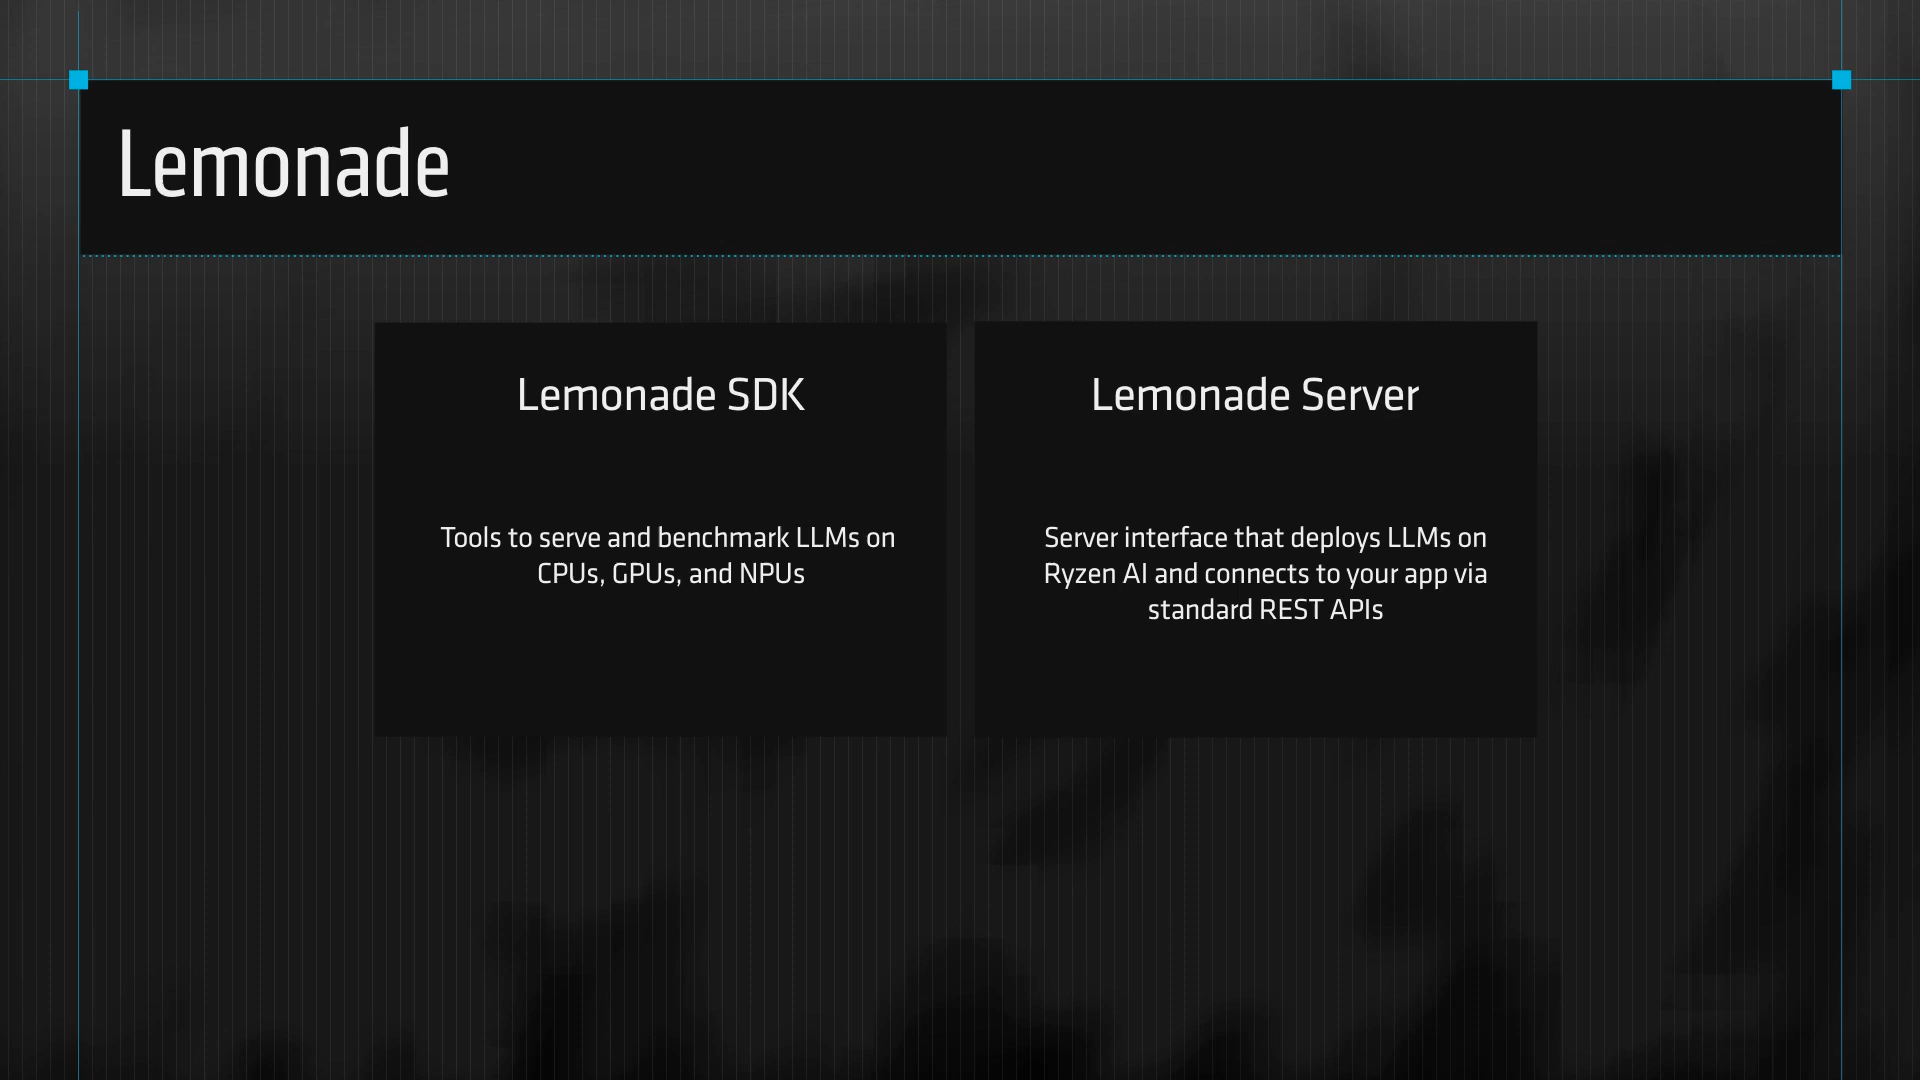 Lemonade
Lemonade SDK
Tools to serve and benchmark LLMs on
CPUs, GPUs, and NPUs
Lemonade Server
Server interface that deploys LLMs on
Ryzen AI and connects to your app via
standard REST APIs